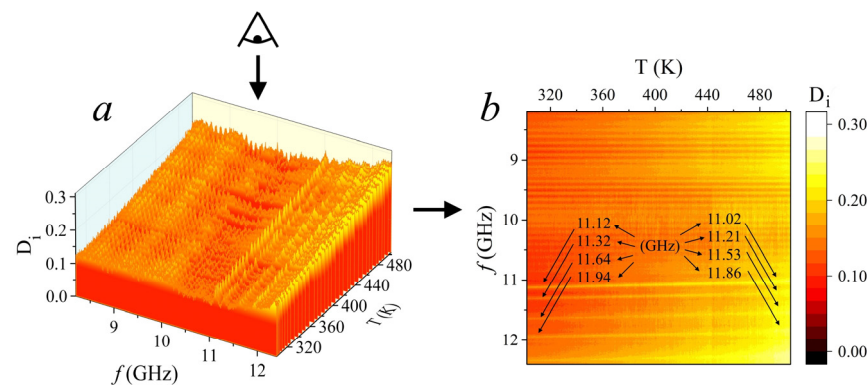 a
D_i
0.3
0.2
0.1
0.0
9
10
11
12
f (GHz)
320
360
400
440
480
T (K)
b
T (K)
320 360 400 440 480
D_i
f (GHz)
9
10
11
12
11.12 11.02
11.32 (GHz) 11.21
11.64 11.53
11.94 11.86
0.30
0.20
0.10
0.00